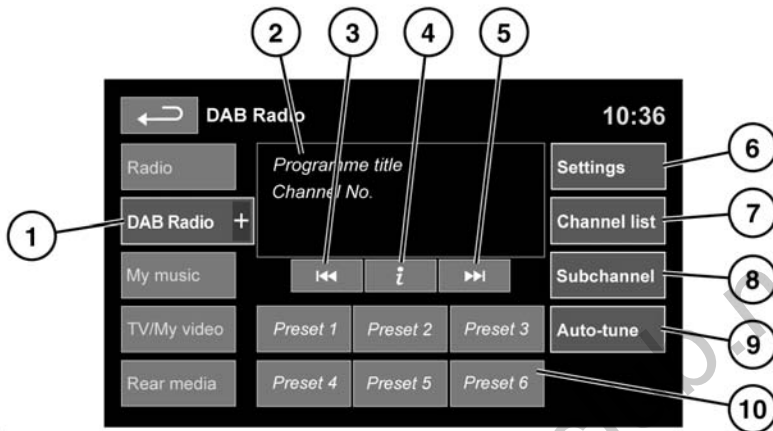 2
3
4
5
DAB Radio
10:36
Radio
Programme title
Channel No.
Settings
6
1
DAB Radio +
Channel list
7
My music
i
Subchannel
8
TV/My video
Preset 1
Preset 2
Preset 3
Auto-tune
9
Rear media
Preset 4
Preset 5
Preset 6
10